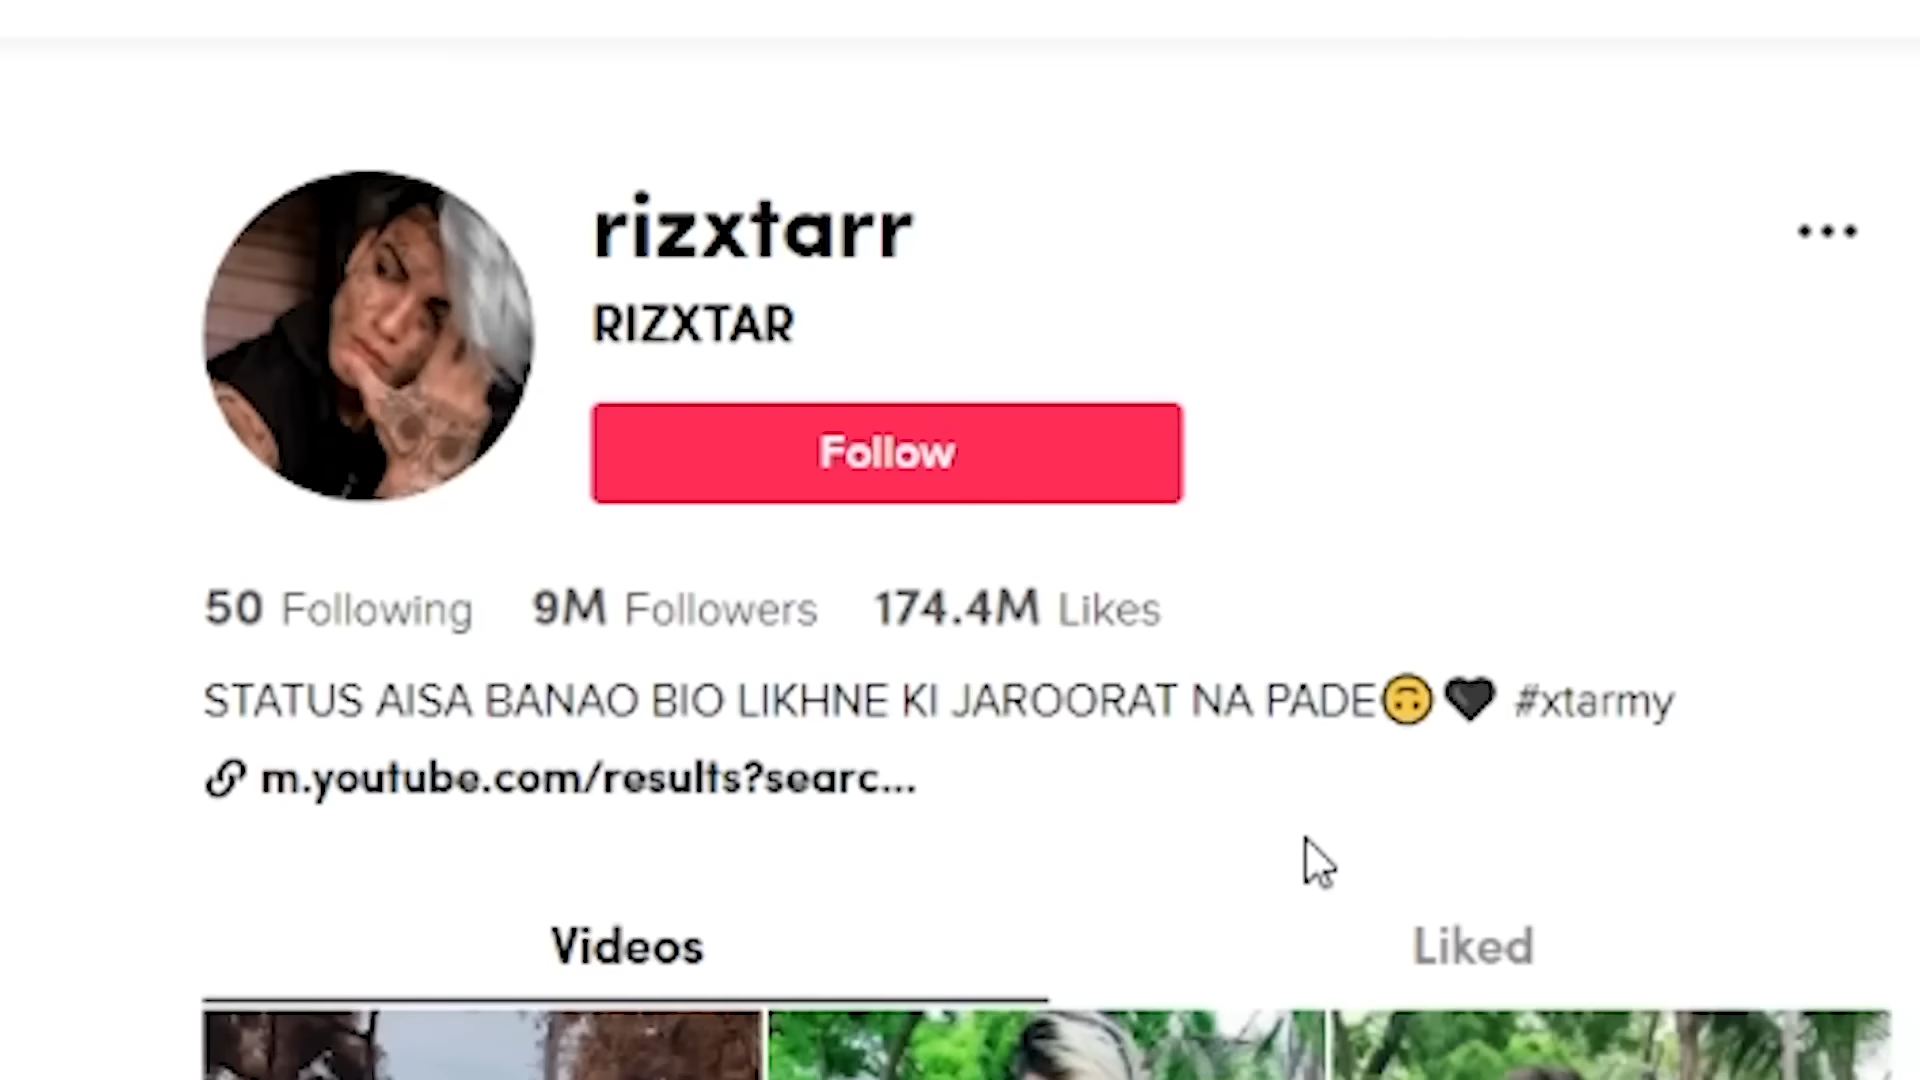 rizxtarr
RIZXTAR
Follow
50 Following 9M Followers 174.4M Likes
STATUS AISA BANAO BIO LIKHNE KI JAROORAT NA PADE🙃🖤 #xtarmy
m.youtube.com/results?searc...
Videos Liked